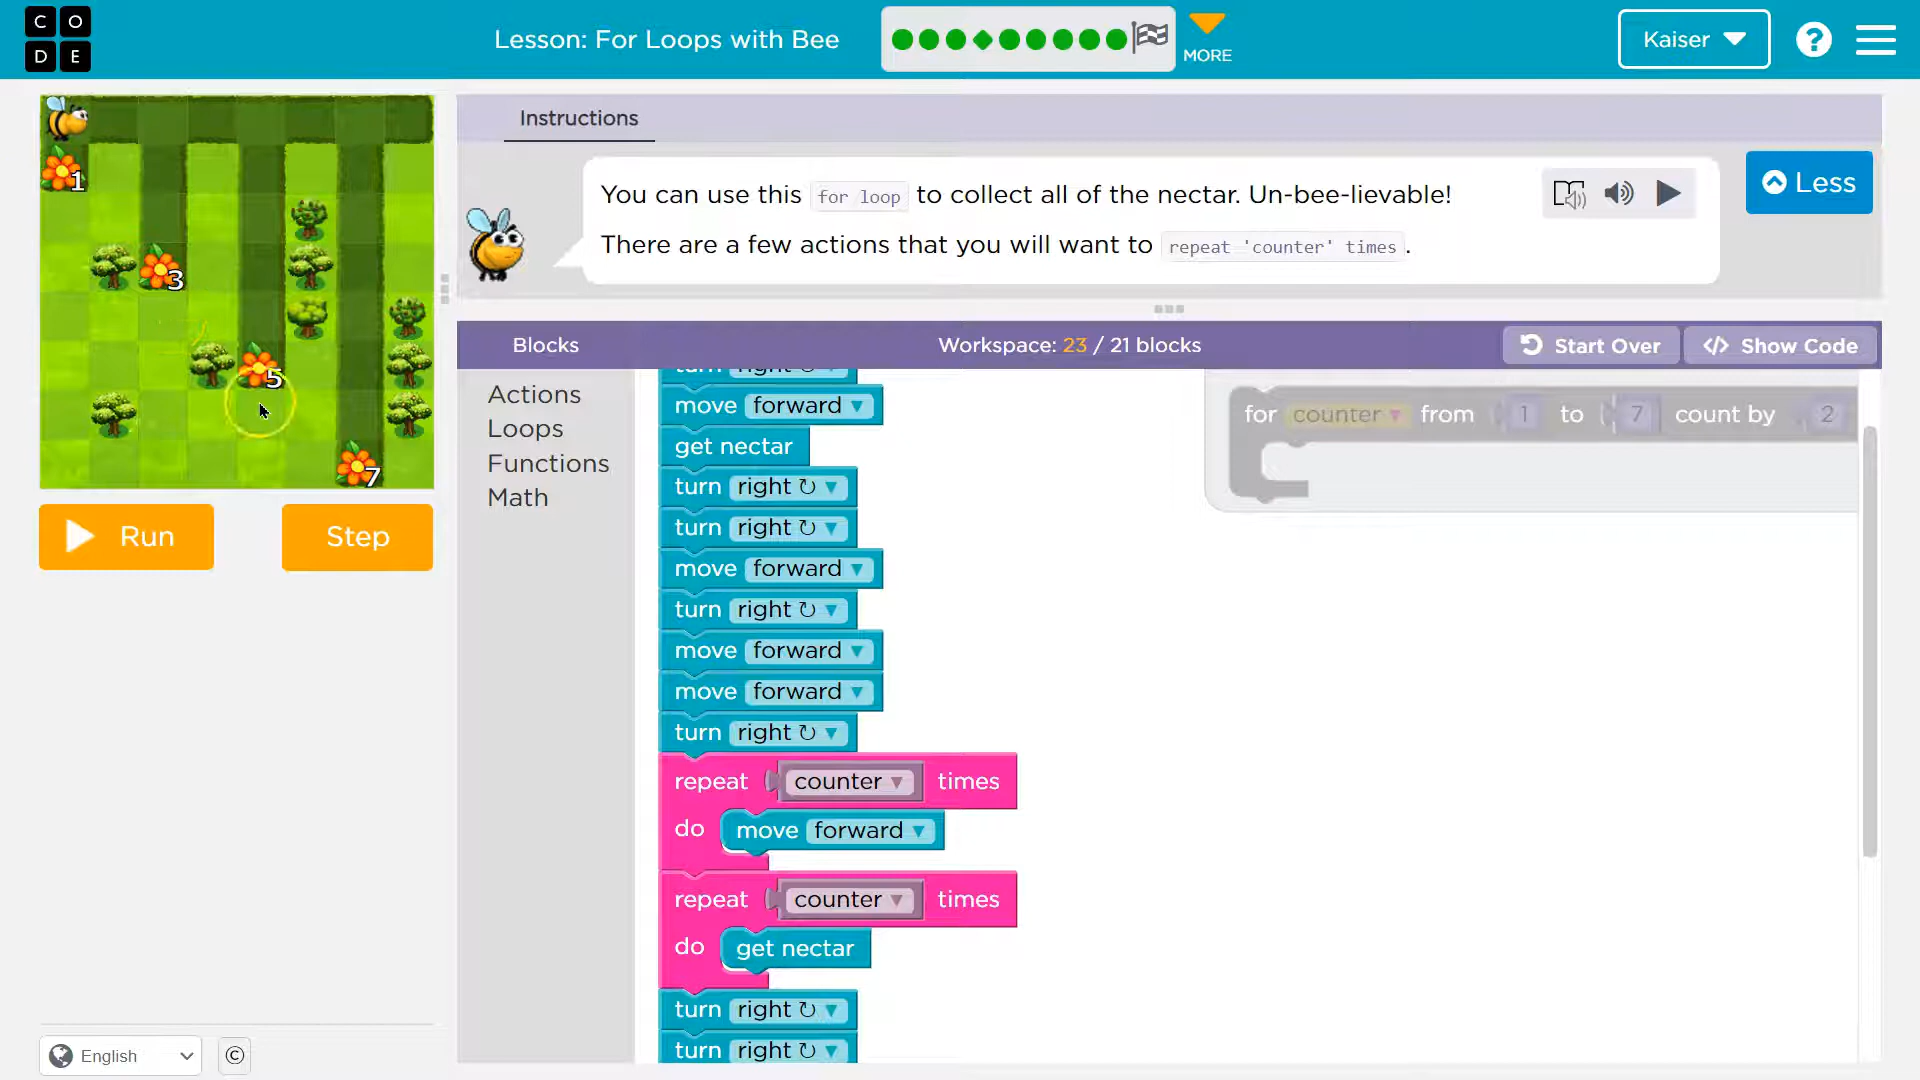 C O
D E
Lesson: For Loops with Bee
MORE
Kaiser
?
Instructions
You can use this for loop to collect all of the nectar. Un-bee-lievable!
There are a few actions that you will want to repeat 'counter' times.
Less
1
3
5
7
Run
Step
Blocks
Workspace: 23 / 21 blocks
Start Over
</> Show Code
Actions
Loops
Functions
Math
turn right
move forward
get nectar
turn right
turn right
move forward
turn right
move forward
move forward
turn right
repeat counter times
do move forward
repeat counter times
do get nectar
turn right
turn right
for counter from 1 to 7 count by 2
English
©